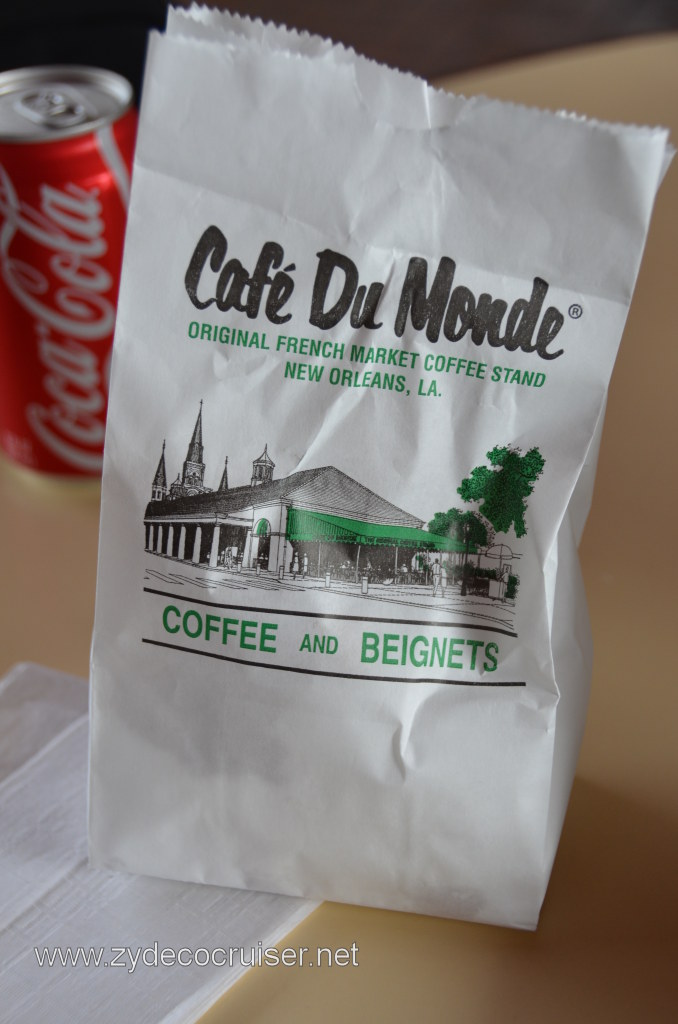 Coca-Cola
Café Du Monde®
ORIGINAL FRENCH MARKET COFFEE STAND
NEW ORLEANS, LA.
COFFEE AND BEIGNETS
www.zydecocruiser.net